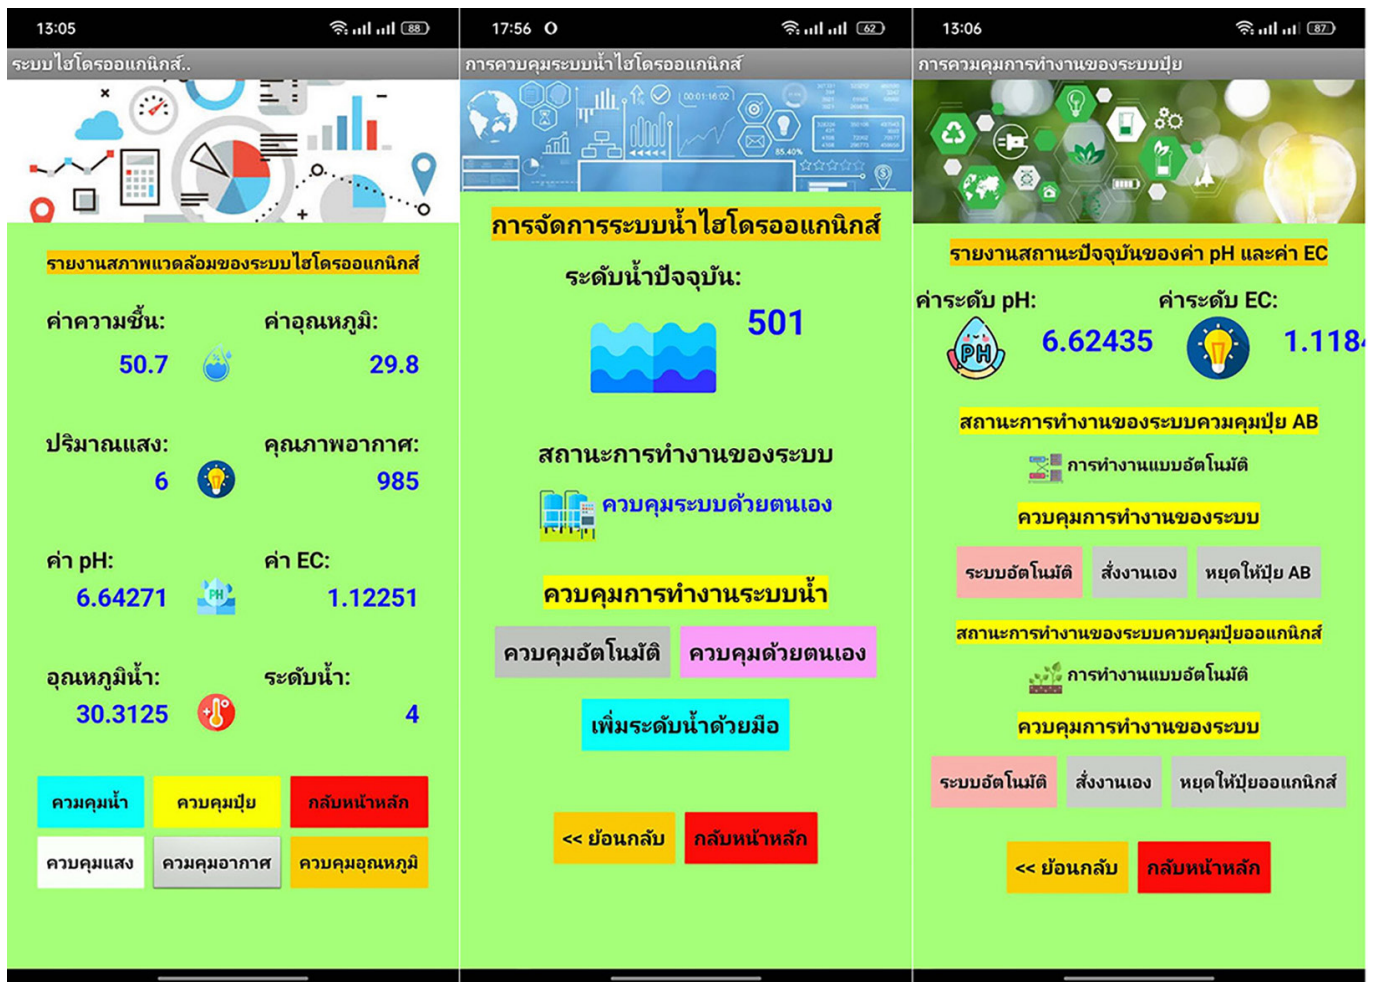 13:05
88
ระบบไฮโดรออแกนิกส์..
รายงานสภาพแวดล้อมของระบบไฮโดรออแกนิกส์
ค่าความชื้น:
ค่าอุณหภูมิ:
50.7
29.8
ปริมาณแสง:
คุณภาพอากาศ:
6
985
ค่า pH:
ค่า EC:
6.64271
PH
1.12251
อุณหภูมิน้ำ:
ระดับน้ำ:
30.3125
4
ควมคุมน้ำ
ควบคุมปุ๋ย
กลับหน้าหลัก
ควบคุมแสง
ควมคุมอากาศ
ควบคุมอุณหภูมิ
17:56
62
การควบคุมระบบน้ำไฮโดรออแกนิกส์
00:01:16:02
85.40%
การจัดการระบบน้ำไฮโดรออแกนิกส์
ระดับน้ำปัจจุบัน:
501
สถานะการทำงานของระบบ
ควบคุมระบบด้วยตนเอง
ควบคุมการทำงานระบบน้ำ
ควบคุมอัตโนมัติ
ควบคุมด้วยตนเอง
เพิ่มระดับน้ำด้วยมือ
<< ย้อนกลับ
กลับหน้าหลัก
13:06
87
การควมคุมการทำงานของระบบปุ๋ย
รายงานสถานะปัจจุบันของค่า pH และค่า EC
ค่าระดับ pH:
ค่าระดับ EC:
PH
6.62435
1.1184
สถานะการทำงานของระบบควมคุมปุ๋ย AB
การทำงานแบบอัตโนมัติ
ควบคุมการทำงานของระบบ
ระบบอัตโนมัติ
สั่งงานเอง
หยุดให้ปุ๋ย AB
สถานะการทำงานของระบบควบคุมปุ๋ยออแกนิกส์
การทำงานแบบอัตโนมัติ
ควบคุมการทำงานของระบบ
ระบบอัตโนมัติ
สั่งงานเอง
หยุดให้ปุ๋ยออแกนิกส์
<< ย้อนกลับ
กลับหน้าหลัก